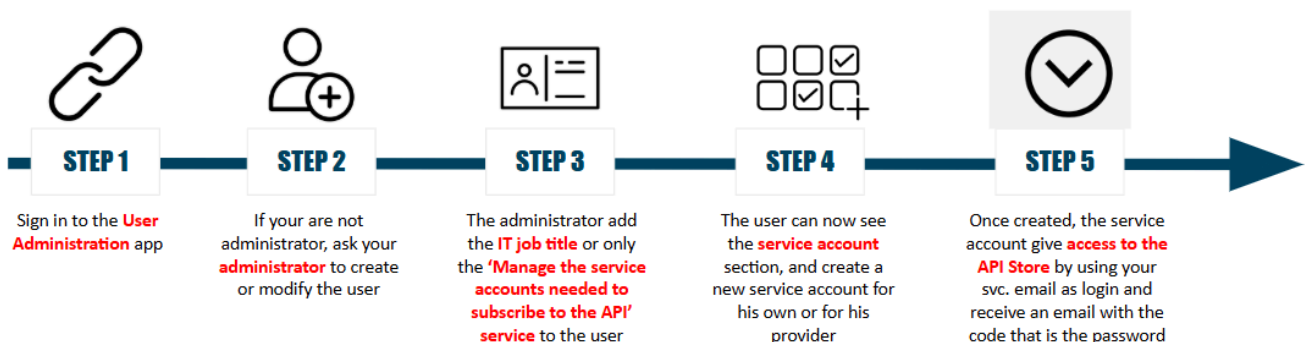 STEP 1
Sign in to the User
Administration app
STEP 2
If your are not
administrator, ask your
administrator to create
or modify the user
STEP 3
The administrator add
the IT job title or only
the ‘Manage the service
accounts needed to
subscribe to the API’
service to the user
STEP 4
The user can now see
the service account
section, and create a
new service account for
his own or for his
provider
STEP 5
Once created, the service
account give access to the
API Store by using your
svc. email as login and
receive an email with the
code that is the password